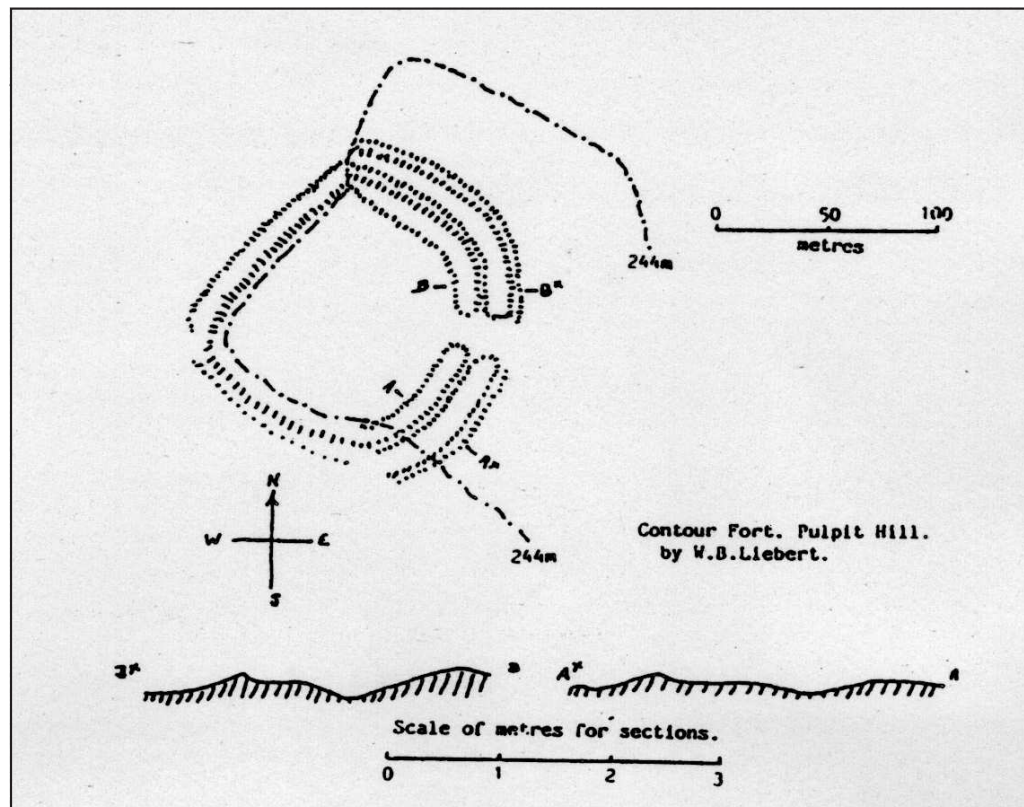 0 50 100
metres
244m
B B*
A
A*
N
W E
S
244m
Contour Fort. Pulpit Hill.
by W.B.Liebert.
B* B A* A
Scale of metres for sections.
0 1 2 3